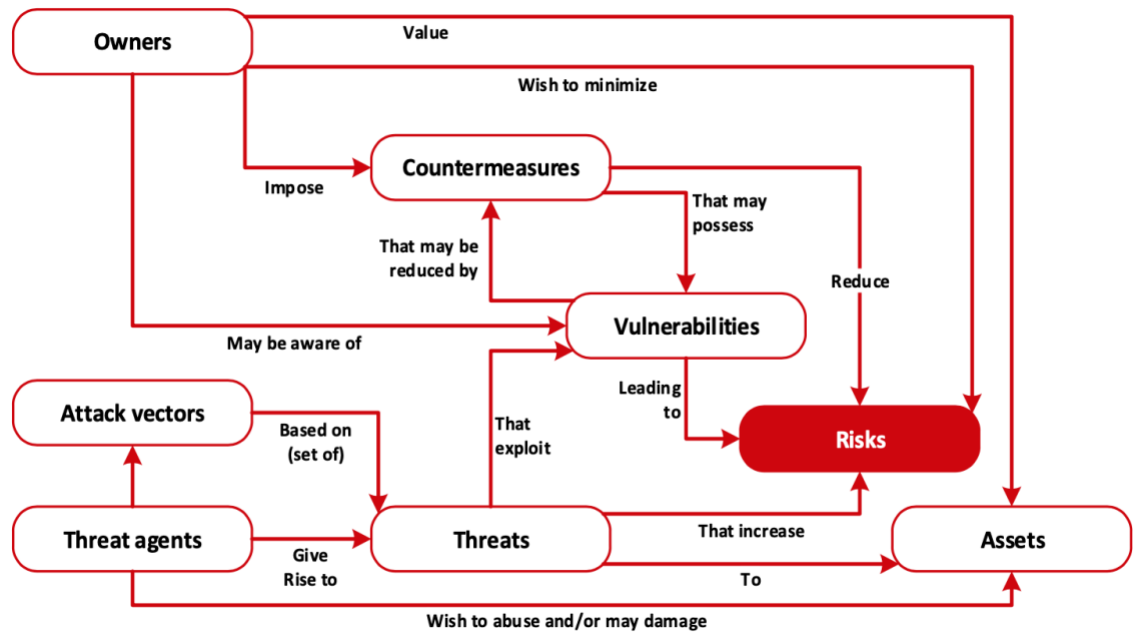 Owners
Value
Wish to minimize
Countermeasures
Impose
That may
possess
That may be
reduced by
Reduce
Vulnerabilities
May be aware of
Leading
to
Attack vectors
Based on
(set of)
That
exploit
Risks
Threat agents
Give
Rise to
Threats
That increase
To
Assets
Wish to abuse and/or may damage